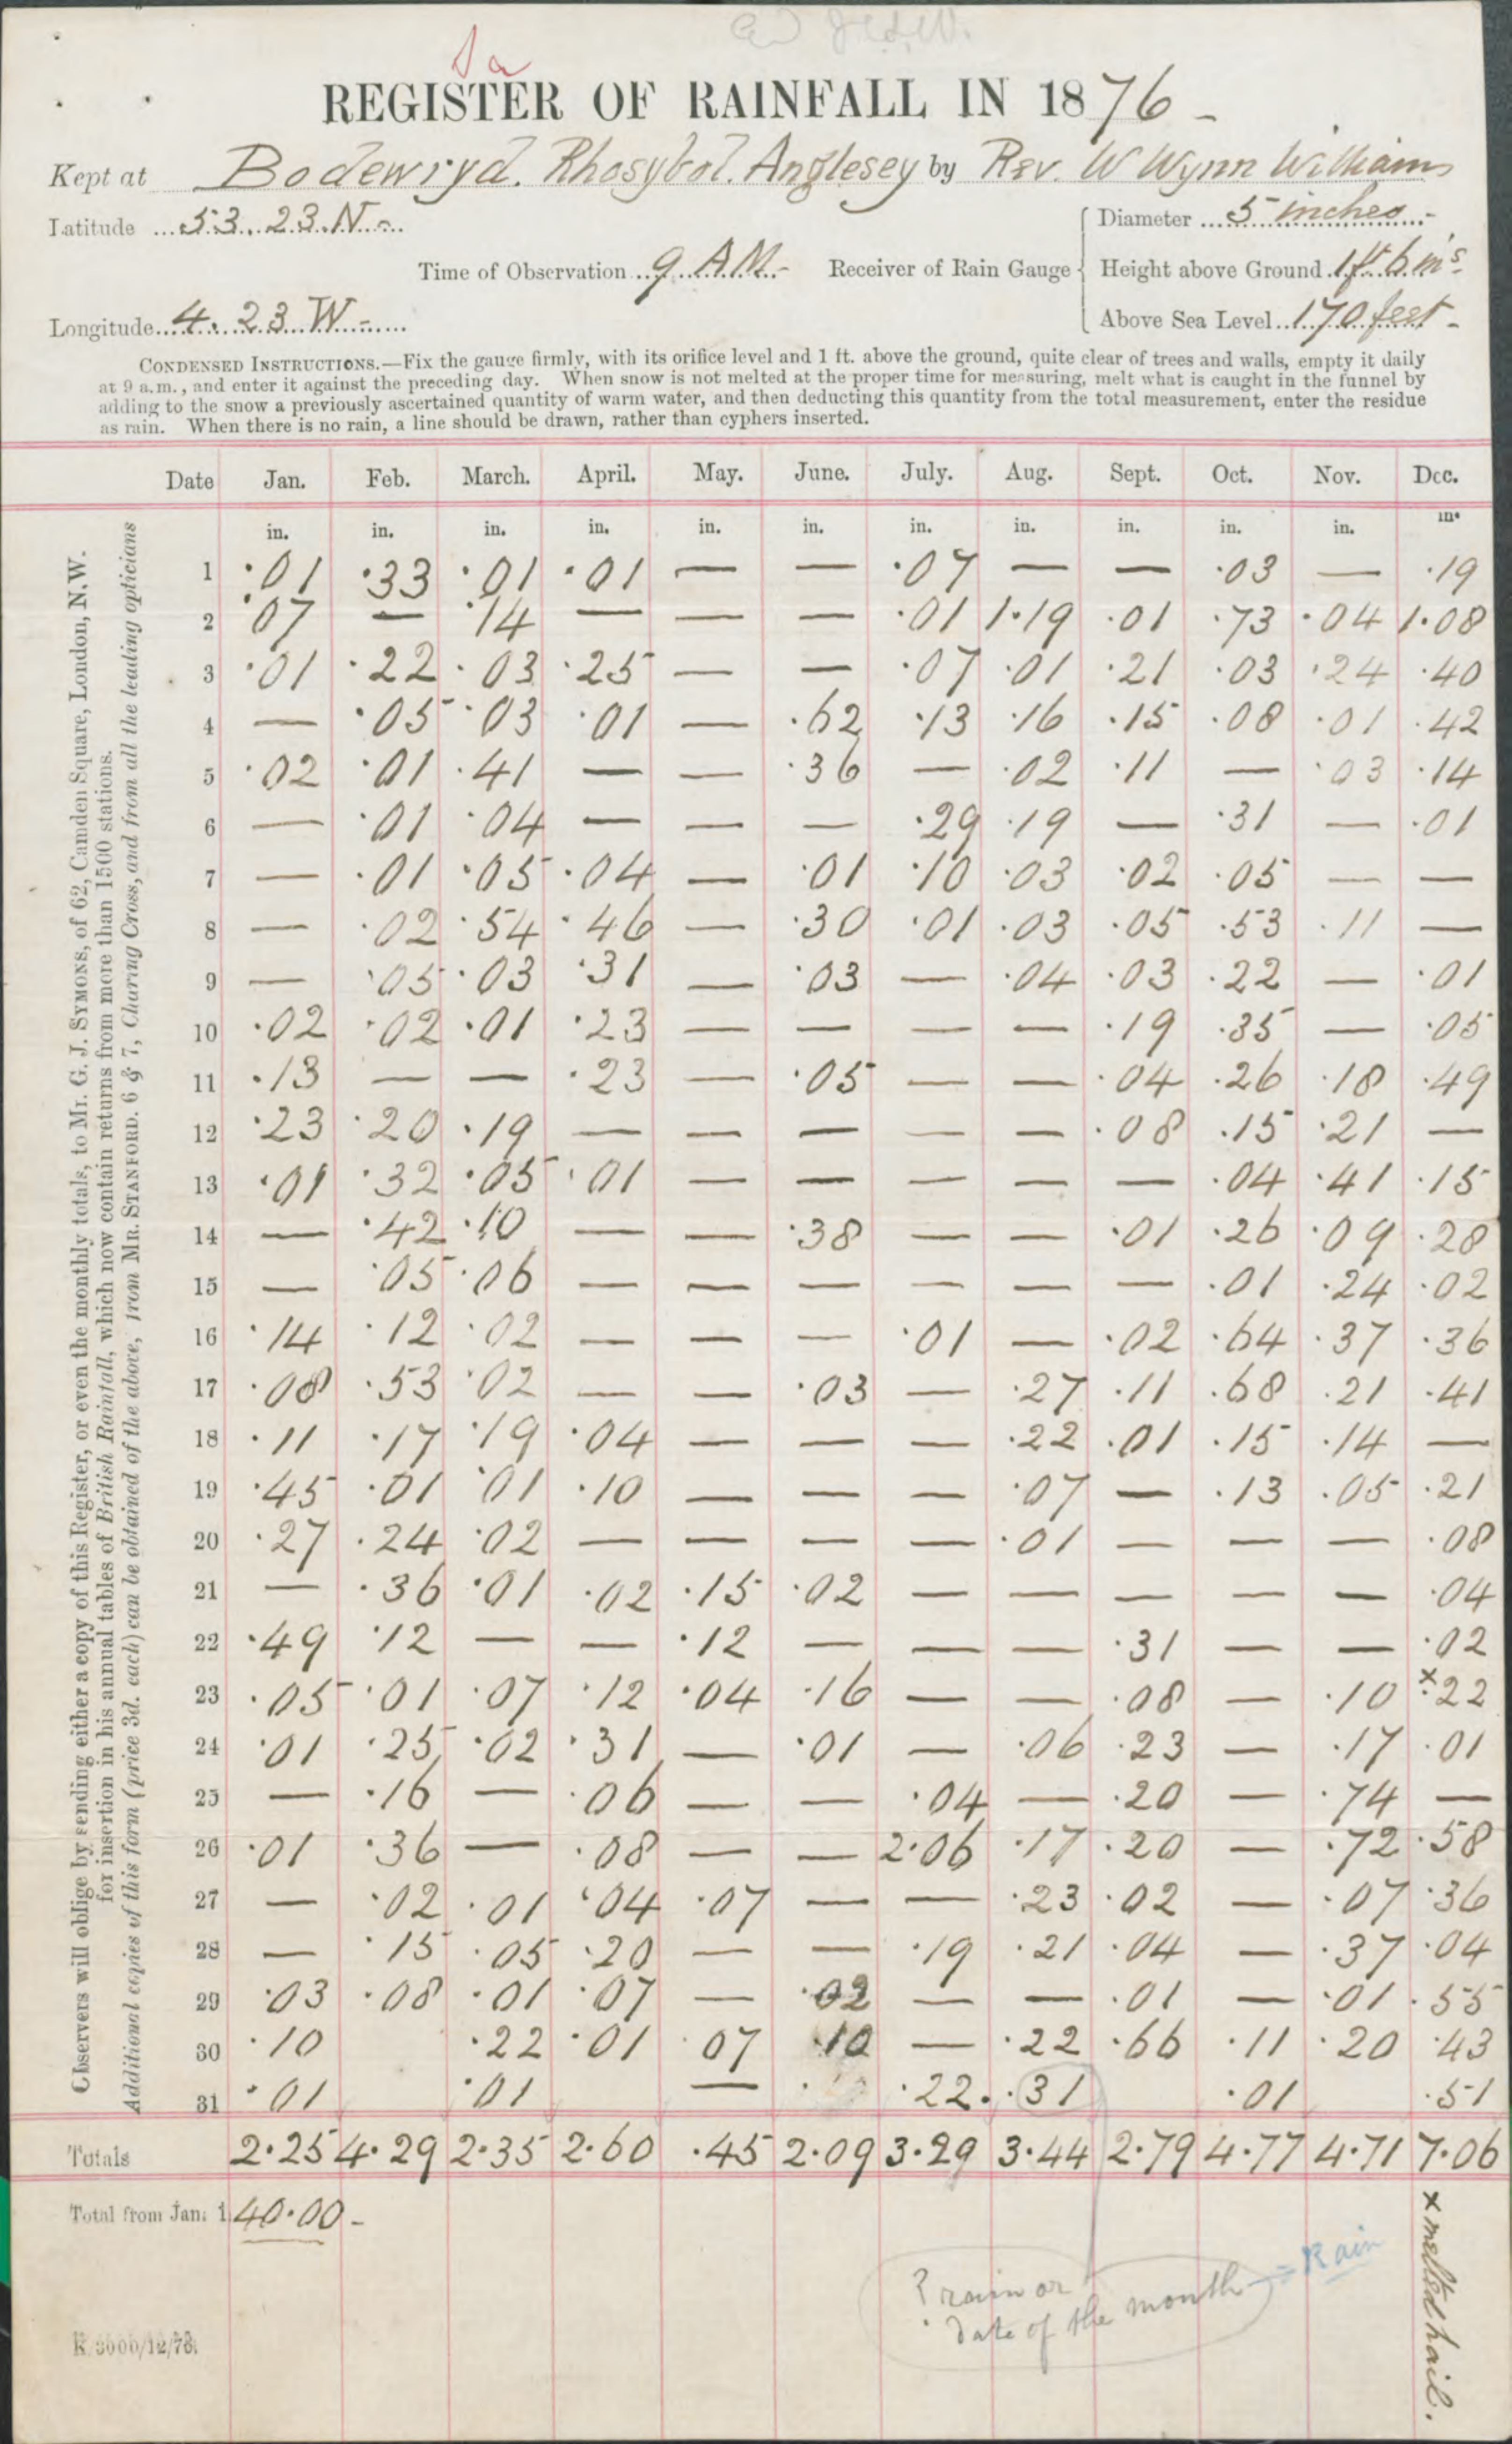 REGISTER OF RAINFALL IN 1876 -
Kept at Bodewryd. Rhosybol. Anglesey by Rev. W Wynn Williams
Latitude 53. 23. N -
Time of Observation 9 A.M. -
Receiver of Rain Gauge
Diameter 5 inches -
Height above Ground 1ft 6 in's
Above Sea Level 170 feet -
Longitude 4. 23 W -
CONDENSED INSTRUCTIONS.—Fix the gauge firmly, with its orifice level and 1 ft. above the ground, quite clear of trees and walls, empty it daily
at 9 a.m., and enter it against the preceding day. When snow is not melted at the proper time for measuring, melt what is caught in the funnel by
adding to the snow a previously ascertained quantity of warm water, and then deducting this quantity from the total measurement, enter the residue
as rain. When there is no rain, a line should be drawn, rather than cyphers inserted.
Date Jan. Feb. March. April. May. June. July. Aug. Sept. Oct. Nov. Dec.
in. in. in. in. in. in. in. in. in. in. in. in.
1 .01 .33 .01 .01 — — .07 — — .03 — .19
2 .07 — .14 — — — .01 1.19 .01 .73 .04 1.08
3 .01 .22 .03 .25 — — .07 .01 .21 .03 .24 .40
4 — .05 .03 .01 — .62 .13 .16 .15 .08 .01 .42
5 .02 .01 .41 — — .36 — .02 .11 — .03 .14
6 — .01 .04 — — — .29 .19 — .31 — .01
7 — .01 .05 .04 — .01 .10 .03 .02 .05 — —
8 — .02 .54 .46 — .30 .01 .03 .05 .53 .11 —
9 — .05 .03 .31 — .03 — .04 .03 .22 — .01
10 .02 .02 .01 .23 — — — — .19 .35 — .05
11 .13 — — .23 — .05 — — .04 .26 .18 .49
12 .23 .20 .19 — — — — — .08 .15 .21 —
13 .01 .32 .05 .01 — — — — — .04 .41 .15
14 — .42 .10 — — .38 — — .01 .26 .09 .28
15 — .05 .06 — — — — — — .01 .24 .02
16 .14 .12 .02 — — — .01 — .02 .64 .37 .36
17 .08 .53 .02 — — .03 — .27 .11 .68 .21 .41
18 .11 .17 .19 .04 — — — .22 .01 .15 .14 —
19 .45 .01 .01 .10 — — — .07 — .13 .05 .21
20 .27 .24 .02 — — — — .01 — — — .08
21 — .36 .01 .02 .15 .02 — — — — — .04
22 .49 .12 — — .12 — — — .31 — — .02
23 .05 .01 .07 .12 .04 .16 — — .08 — .10 x.22
24 .01 .25 .02 .31 — .01 — .06 .23 — .17 .01
25 — .16 — .06 — — .04 — .20 — .74 —
26 .01 .36 — .08 — — 2.06 .17 .20 — .72 .58
27 — .02 .01 .04 .07 — — .23 .02 — .07 .36
28 — .15 .05 .20 — — .19 .21 .04 — .37 .04
29 .03 .08 .01 .07 — .02 — — .01 — .01 .55
30 .10 .22 .01 .07 .10 — .22 .66 .11 .20 .43
31 .01 .01 — .22 .31 .01 .51
Totals 2.25 4.29 2.35 2.60 .45 2.09 3.29 3.44 2.79 4.77 4.71 7.06
Total from Jan. 1 40.00 -
x melted hail.
? rain or
date of the month
= Rain
Observers will oblige by sending either a copy of this Register, or even the monthly totals, to Mr. G. J. SYMONS, of 62, Camden Square, London, N.W.
for insertion in his annual tables of British Rainfall, which now contain returns from more than 1500 stations.
Additional copies of this form (price 3d. each) can be obtained of the above, from MR. STANFORD. 6 & 7, Charing Cross, and from all the leading opticians